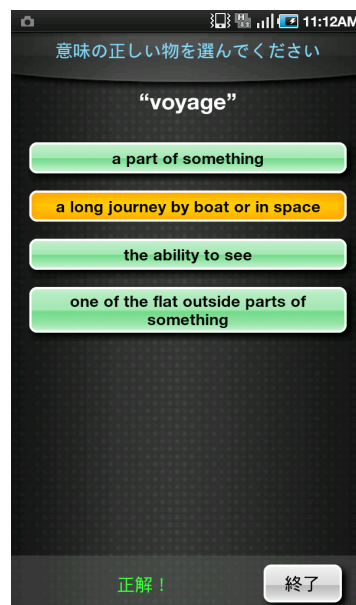 11:12AM
意味の正しい物を選んでください
“voyage”
a part of something
a long journey by boat or in space
the ability to see
one of the flat outside parts of
something
正解！
終了